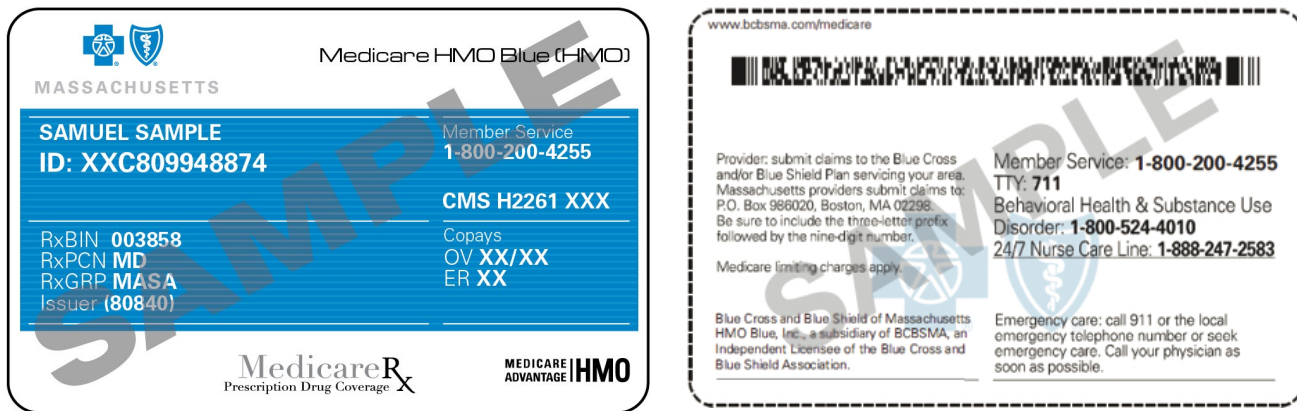 MASSACHUSETTS
Medicare HMO Blue (HMO)
SAMUEL SAMPLE
ID: XXC809948874
Member Service
1-800-200-4255
CMS H2261 XXX
RxBIN 003858
RxPCN MD
RxGRP MASA
Issuer (80840)
Copays
OV XX/XX
ER XX
MedicareRx
Prescription Drug Coverage
MEDICARE
ADVANTAGE HMO
SAMPLE
www.bcbsma.com/medicare
Provider: submit claims to the Blue Cross
and/or Blue Shield Plan servicing your area.
Massachusetts providers submit claims to:
P.O. Box 986020, Boston, MA 02298.
Be sure to include the three-letter prefix
followed by the nine-digit number.
Medicare limiting charges apply.
Member Service: 1-800-200-4255
TTY: 711
Behavioral Health & Substance Use
Disorder: 1-800-524-4010
24/7 Nurse Care Line: 1-888-247-2583
Blue Cross and Blue Shield of Massachusetts
HMO Blue, Inc., a subsidiary of BCBSMA, an
Independent Licensee of the Blue Cross and
Blue Shield Association.
Emergency care: call 911 or the local
emergency telephone number or seek
emergency care. Call your physician as
soon as possible.
SAMPLE